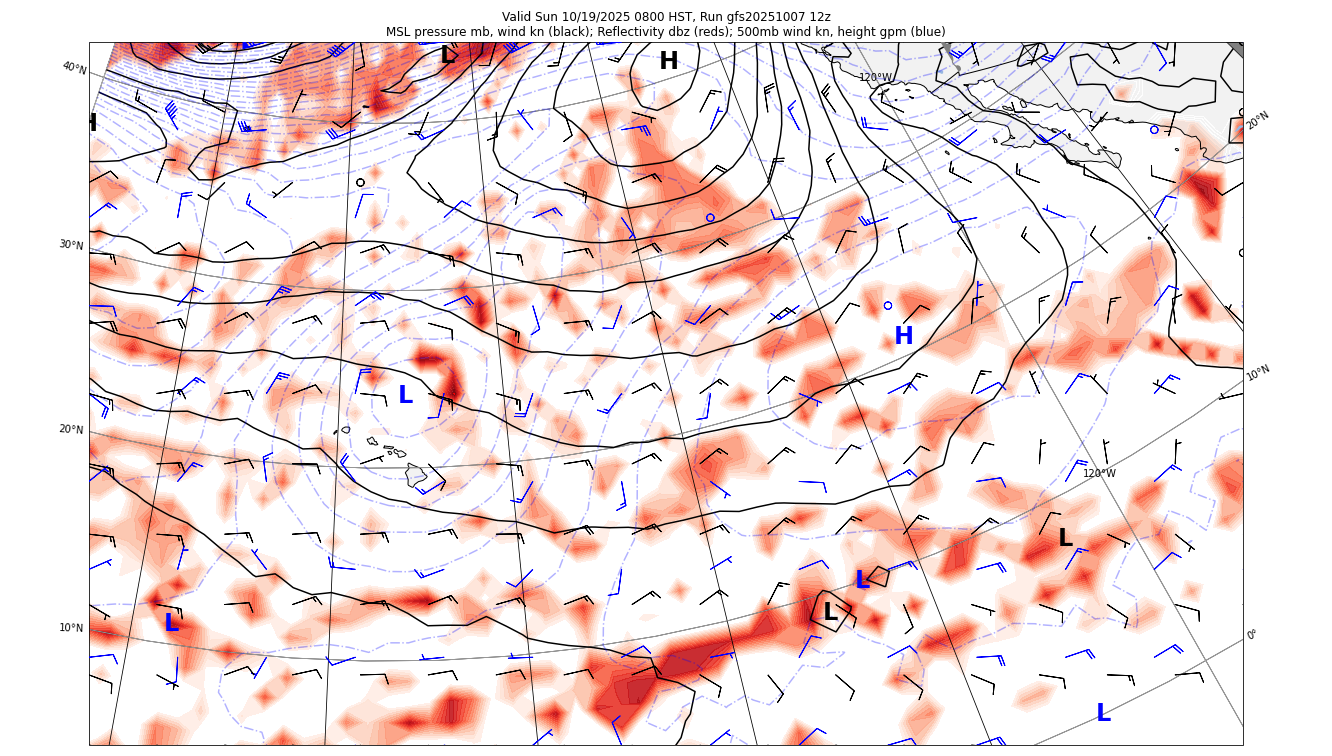 Valid Sun 10/19/2025 0800 HST, Run gfs20251007 12z
MSL pressure mb, wind kn (black); Reflectivity dbz (reds); 500mb wind kn, height gpm (blue)
L
H
40°N
120°W
H
20°N
30°N
H
10°N
L
20°N
120°W
L
L
L
L
10°N
0°
L